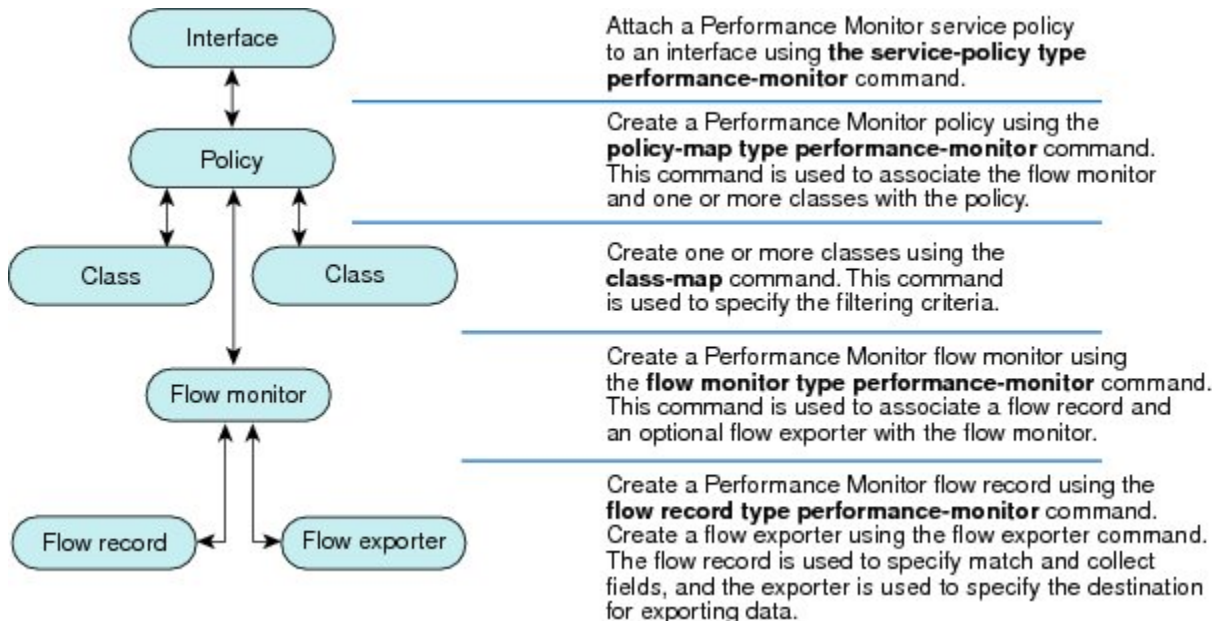 Interface
Attach a Performance Monitor service policy
to an interface using the service-policy type
performance-monitor command.
Policy
Create a Performance Monitor policy using the
policy-map type performance-monitor command.
This command is used to associate the flow monitor
and one or more classes with the policy.
Class
Class
Create one or more classes using the
class-map command. This command
is used to specify the filtering criteria.
Flow monitor
Create a Performance Monitor flow monitor using
the flow monitor type performance-monitor command.
This command is used to associate a flow record and
an optional flow exporter with the flow monitor.
Flow record
Flow exporter
Create a Performance Monitor flow record using the
flow record type performance-monitor command.
Create a flow exporter using the flow exporter command.
The flow record is used to specify match and collect
fields, and the exporter is used to specify the destination
for exporting data.